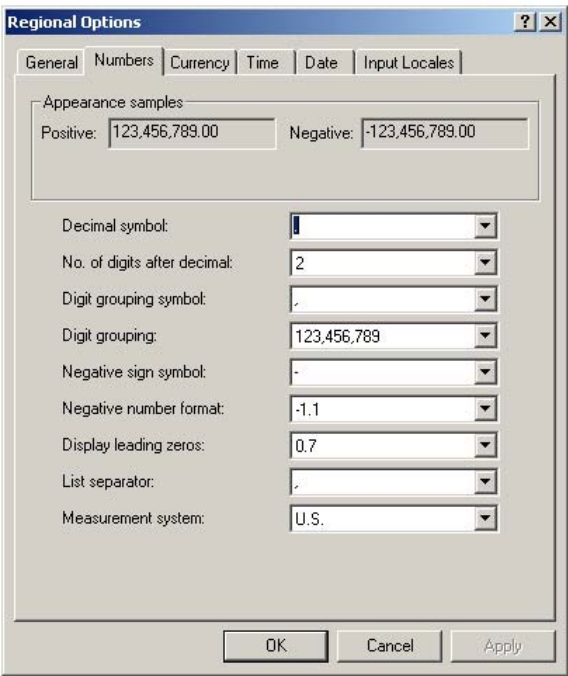 Regional Options
General Numbers Currency Time Date Input Locales
Appearance samples
Positive: 123,456,789.00 Negative: -123,456,789.00
Decimal symbol: .
No. of digits after decimal: 2
Digit grouping symbol: ,
Digit grouping: 123,456,789
Negative sign symbol: -
Negative number format: -1.1
Display leading zeros: 0.7
List separator: ,
Measurement system: U.S.
OK Cancel Apply